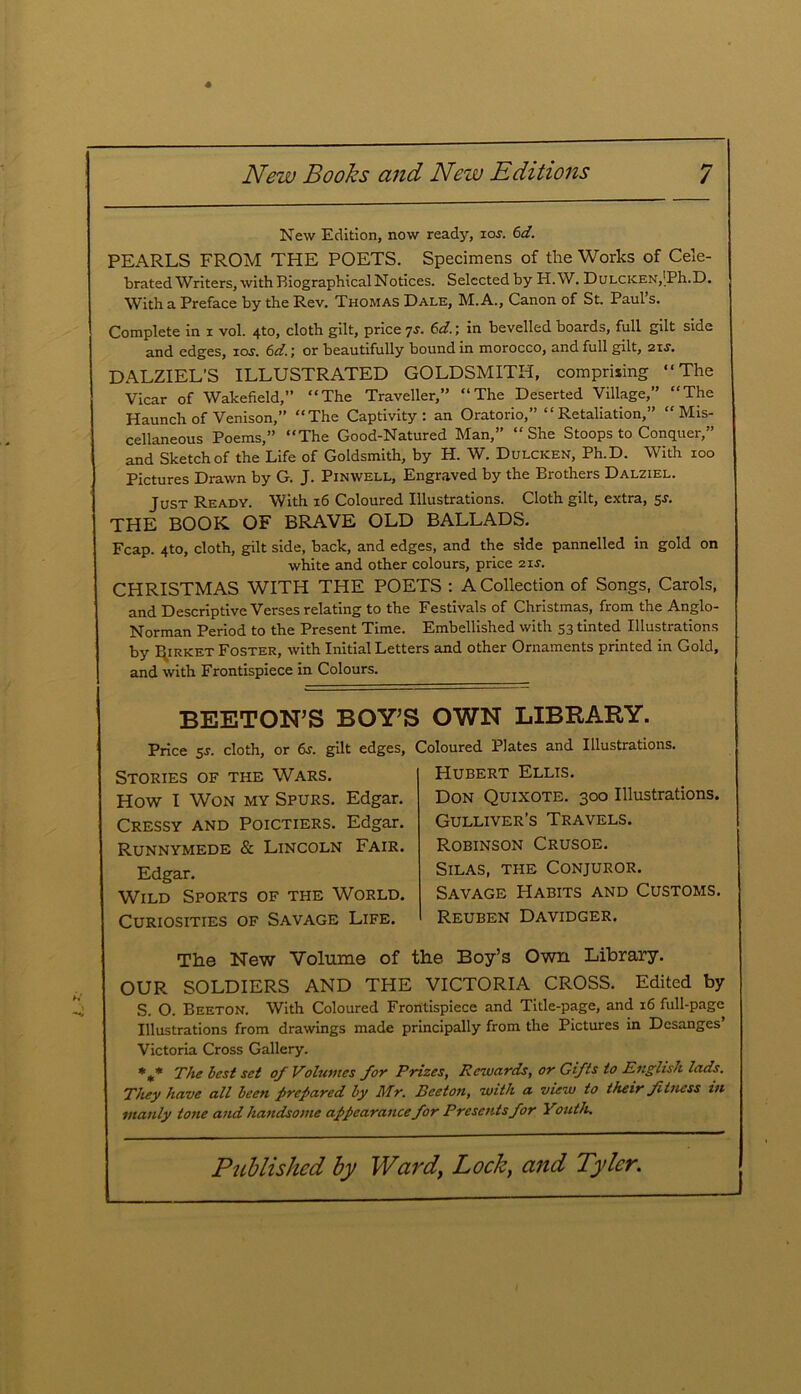 New Books and New Editions 7
New Edition, now ready, 10s. 6d.
PEARLS FROM THE POETS. Specimens of the Works of Cele-
brated Writers, with Biographical Notices. Selected by H.W. DULCKEN, Ph.D.
With a Preface by the Rev. THOMAS DALE, M.A., Canon of St. Paul's.
Complete in 1 vol. 4to, cloth gilt, price 7s. 6d.; in bevelled boards, full gilt side
and edges, 10s. 6d.; or beautifully bound in morocco, and full gilt, 21s.
DALZIEL'S ILLUSTRATED GOLDSMITH, comprising "The
Vicar of Wakefield," "The Traveller," "The Deserted Village," "The
Haunch of Venison," "The Captivity : an Oratorio," "Retaliation," "Mis-
cellaneous Poems," "The Good-Natured Man," "She Stoops to Conquer,"
and Sketch of the Life of Goldsmith, by H. W. DULCKEN, Ph.D. With 100
Pictures Drawn by G. J. PINWELL, Engraved by the Brothers DALZIEL.
JUST READY. With 16 Coloured Illustrations. Cloth gilt, extra, 5s.
THE BOOK OF BRAVE OLD BALLADS.
Fcap. 4to, cloth, gilt side, back, and edges, and the side pannelled in gold on
white and other colours, price 21s.
CHRISTMAS WITH THE POETS : A Collection of Songs, Carols,
and Descriptive Verses relating to the Festivals of Christmas, from the Anglo-
Norman Period to the Present Time. Embellished with 53 tinted Illustrations
by BIRKET FOSTER, with Initial Letters and other Ornaments printed in Gold,
and with Frontispiece in Colours.
BEETON'S BOY'S OWN LIBRARY.
Price 5s. cloth, or 6s. gilt edges, Coloured Plates and Illustrations.
STORIES OF THE WARS.
HOW I WON MY SPURS. Edgar.
CRESSY AND POICTIERS. Edgar.
RUNNYMEDE & LINCOLN FAIR.
Edgar.
WILD SPORTS OF THE WORLD.
CURIOSITIES OF SAVAGE LIFE.
HUBERT ELLIS.
DON QUIXOTE. 300 Illustrations.
GULLIVER'S TRAVELS.
ROBINSON CRUSOE.
SILAS, THE CONJUROR.
SAVAGE HABITS AND CUSTOMS.
REUBEN DAVIDGER.
The New Volume of the Boy's Own Library.
OUR SOLDIERS AND THE VICTORIA CROSS. Edited by
S. O. BEETON. With Coloured Frontispiece and Title-page, and 16 full-page
Illustrations from drawings made principally from the Pictures in Desanges'
Victoria Cross Gallery.
*** The best set of Volumes for Prizes, Rewards, or Gifts to English lads.
They have all been prepared by Mr. Beeton, with a view to their fitness in
manly tone and handsome appearance for Presents for Youth.
Published by Ward, Lock, and Tyler.